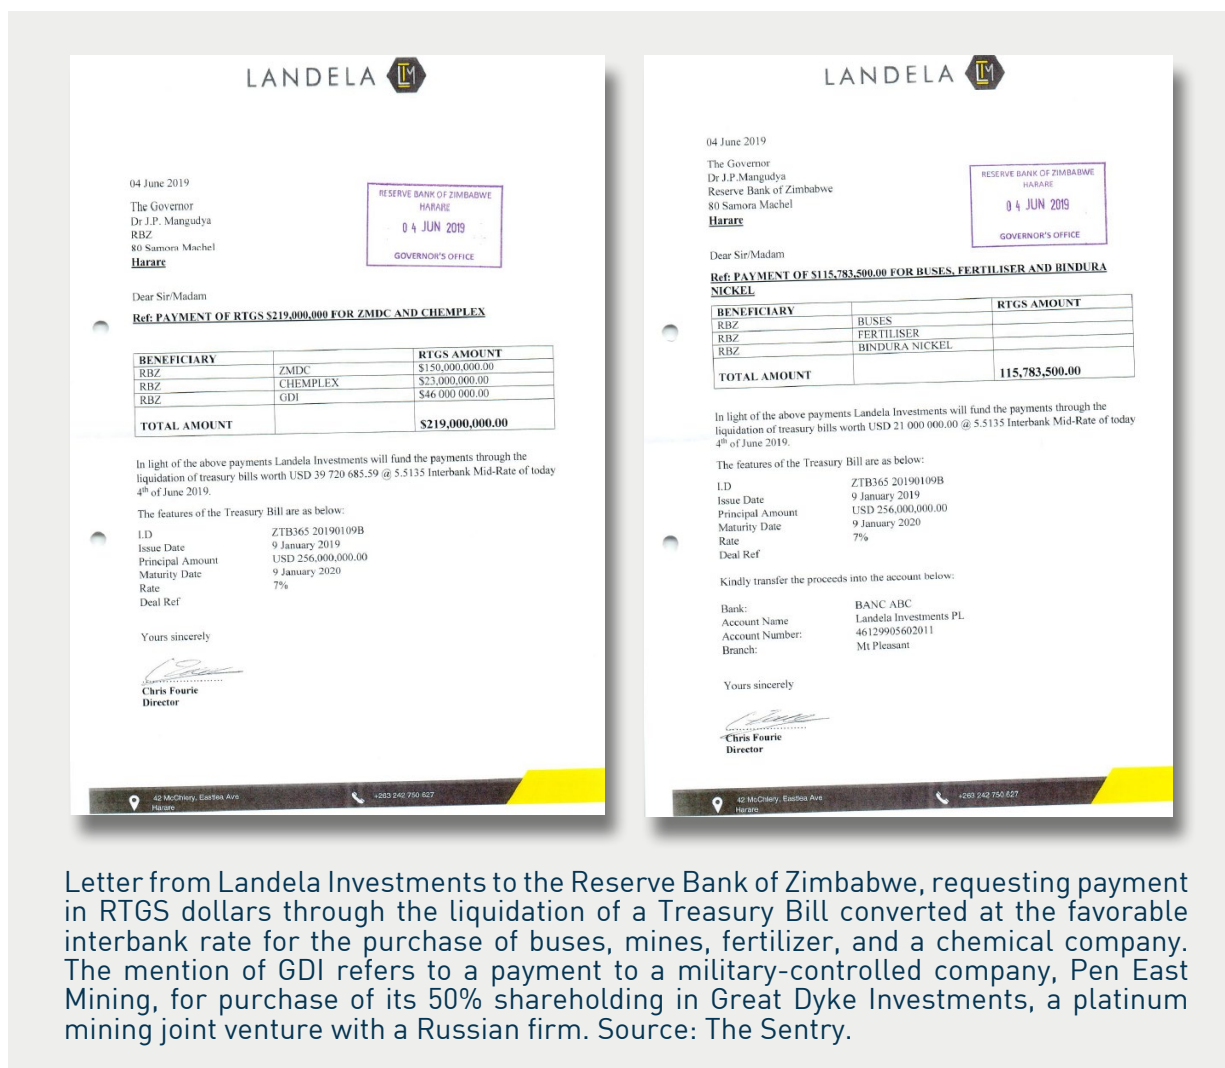 LANDELA
04 June 2019
The Governor
Dr J.P. Mangudya
RBZ
80 Samora Machel
Harare
RESERVE BANK OF ZIMBABWE
HARARE
04 JUN 2019
GOVERNOR'S OFFICE
Dear Sir/Madam
Ref: PAYMENT OF RTGS $219,000,000 FOR ZMDC AND CHEMPLEX
BENEFICIARY RTGS AMOUNT
RBZ ZMDC $150,000,000.00
RBZ CHEMPLEX $23,000,000.00
RBZ GDI $46 000 000.00
TOTAL AMOUNT $219,000,000.00
In light of the above payments Landela Investments will fund the payments through the
liquidation of treasury bills worth USD 39 720 685.59 @ 5.5135 Interbank Mid-Rate of today
4th of June 2019.
The features of the Treasury Bill are as below:
I.D ZTB365 20190109B
Issue Date 9 January 2019
Principal Amount USD 256,000,000.00
Maturity Date 9 January 2020
Rate 7%
Deal Ref
Yours sincerely
Chris Fourie
Director
42 McChlery, Eastlea Ave
Harare
+263 242 750 627
LANDELA
04 June 2019
The Governor
Dr J.P.Mangudya
Reserve Bank of Zimbabwe
80 Samora Machel
Harare
RESERVE BANK OF ZIMBABWE
HARARE
04 JUN 2019
GOVERNOR'S OFFICE
Dear Sir/Madam
Ref: PAYMENT OF $115,783,500.00 FOR BUSES, FERTILISER AND BINDURA
NICKEL
BENEFICIARY RTGS AMOUNT
RBZ BUSES
RBZ FERTILISER
RBZ BINDURA NICKEL
TOTAL AMOUNT 115,783,500.00
In light of the above payments Landela Investments will fund the payments through the
liquidation of treasury bills worth USD 21 000 000.00 @ 5.5135 Interbank Mid-Rate of today
4th of June 2019.
The features of the Treasury Bill are as below:
I.D ZTB365 20190109B
Issue Date 9 January 2019
Principal Amount USD 256,000,000.00
Maturity Date 9 January 2020
Rate 7%
Deal Ref
Kindly transfer the proceeds into the account below:
Bank: BANC ABC
Account Name Landela Investments PL
Account Number: 46129905602011
Branch: Mt Pleasant
Yours sincerely
Chris Fourie
Director
42 McChlery, Eastlea Ave
Harare
+263 242 750 627
Letter from Landela Investments to the Reserve Bank of Zimbabwe, requesting payment
in RTGS dollars through the liquidation of a Treasury Bill converted at the favorable
interbank rate for the purchase of buses, mines, fertilizer, and a chemical company.
The mention of GDI refers to a payment to a military-controlled company, Pen East
Mining, for purchase of its 50% shareholding in Great Dyke Investments, a platinum
mining joint venture with a Russian firm. Source: The Sentry.